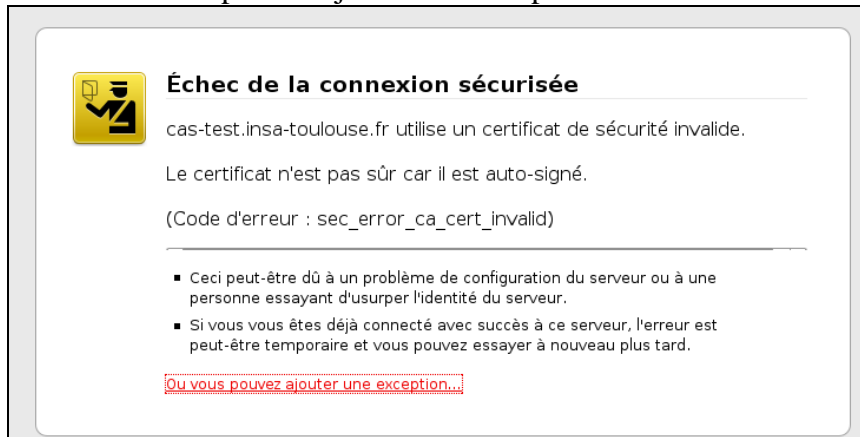 Échec de la connexion sécurisée
cas-test.insa-toulouse.fr utilise un certificat de sécurité invalide.
Le certificat n'est pas sûr car il est auto-signé.
(Code d'erreur : sec_error_ca_cert_invalid)
▪ Ceci peut-être dû à un problème de configuration du serveur ou à une
personne essayant d'usurper l'identité du serveur.
▪ Si vous vous êtes déjà connecté avec succès à ce serveur, l'erreur est
peut-être temporaire et vous pouvez essayer à nouveau plus tard.
Ou vous pouvez ajouter une exception...